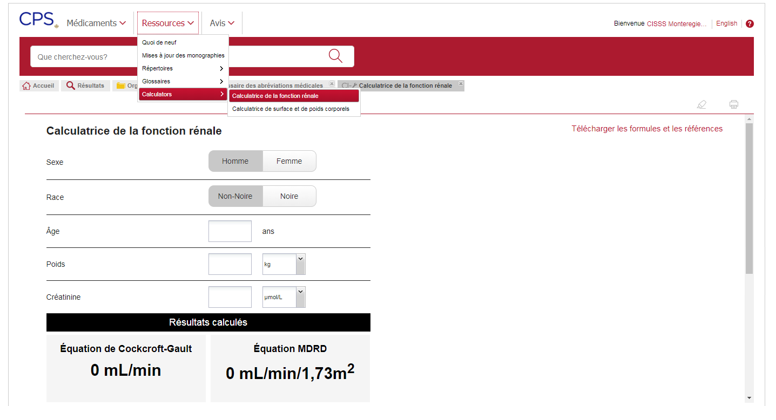 CPS Médicaments Ressources Avis Bienvenue CISSS Monteregie... English ?
Quoi de neuf
Mises à jour des monographies
Que cherchez-vous?
Répertoires
Glossaires
Accueil Résultats Org saire des abréviations médicales Calculatrice de la fonction rénale
Calculators
Calculatrice de la fonction rénale
Calculatrice de surface et de poids corporels
Calculatrice de la fonction rénale
Télécharger les formules et les références
Sexe Homme Femme
Race Non-Noire Noire
Âge ans
Poids kg
Créatinine µmol/L
Résultats calculés
Équation de Cockcroft-Gault Équation MDRD
0 mL/min 0 mL/min/1,73m²